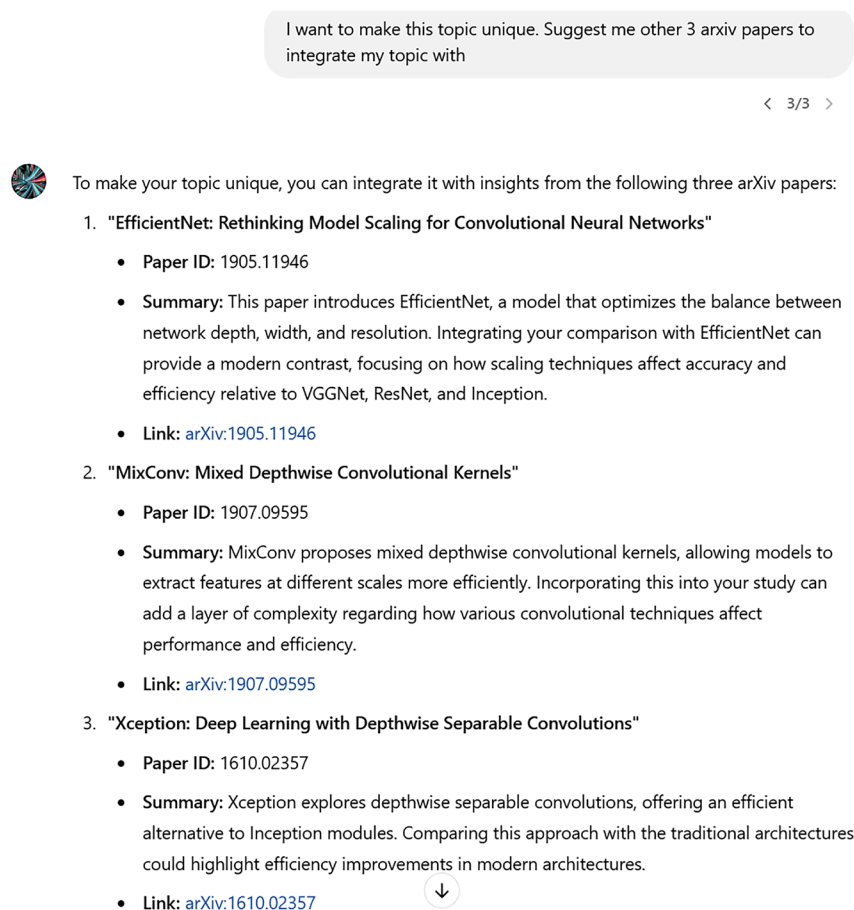 I want to make this topic unique. Suggest me other 3 arxiv papers to
integrate my topic with
3/3
To make your topic unique, you can integrate it with insights from the following three arXiv papers:
1. "EfficientNet: Rethinking Model Scaling for Convolutional Neural Networks"
• Paper ID: 1905.11946
• Summary: This paper introduces EfficientNet, a model that optimizes the balance between
network depth, width, and resolution. Integrating your comparison with EfficientNet can
provide a modern contrast, focusing on how scaling techniques affect accuracy and
efficiency relative to VGGNet, ResNet, and Inception.
• Link: arXiv:1905.11946
2. "MixConv: Mixed Depthwise Convolutional Kernels"
• Paper ID: 1907.09595
• Summary: MixConv proposes mixed depthwise convolutional kernels, allowing models to
extract features at different scales more efficiently. Incorporating this into your study can
add a layer of complexity regarding how various convolutional techniques affect
performance and efficiency.
• Link: arXiv:1907.09595
3. "Xception: Deep Learning with Depthwise Separable Convolutions"
• Paper ID: 1610.02357
• Summary: Xception explores depthwise separable convolutions, offering an efficient
alternative to Inception modules. Comparing this approach with the traditional architectures
could highlight efficiency improvements in modern architectures.
• Link: arXiv:1610.02357